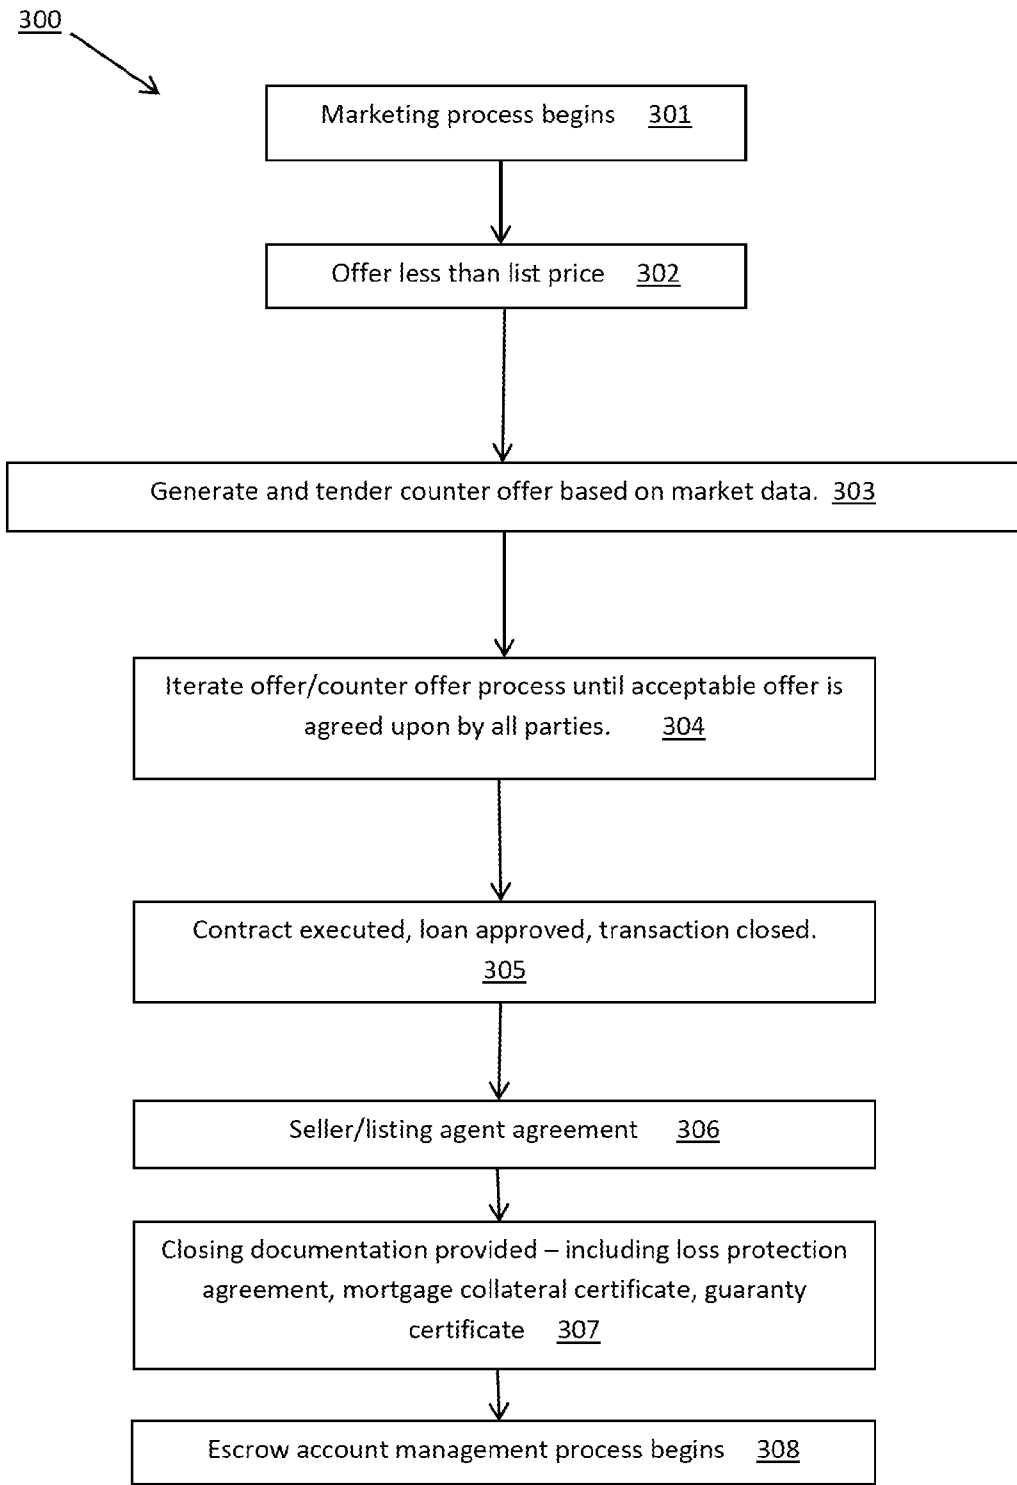 300
Marketing process begins 301
Offer less than list price 302
Generate and tender counter offer based on market data. 303
Iterate offer/counter offer process until acceptable offer is
agreed upon by all parties. 304
Contract executed, loan approved, transaction closed.
305
Seller/listing agent agreement 306
Closing documentation provided – including loss protection
agreement, mortgage collateral certificate, guaranty
certificate 307
Escrow account management process begins 308